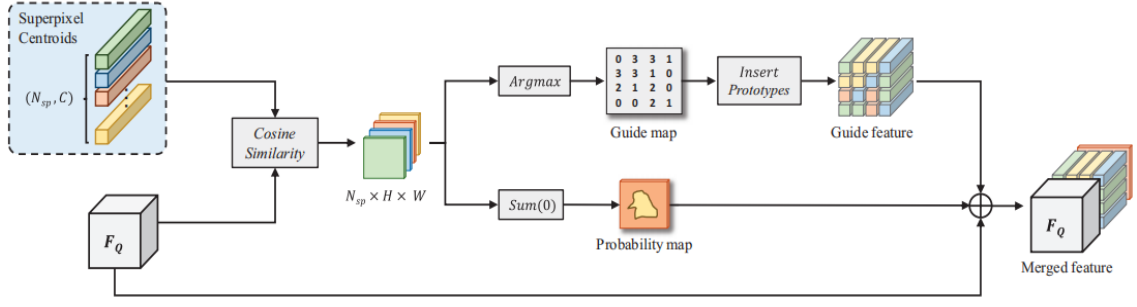 Superpixel
Centroids
(N_sp, C)
F_Q
Cosine
Similarity
N_sp × H × W
Argmax
0 3 3 1
3 3 1 0
2 1 2 0
0 0 2 1
Guide map
Insert
Prototypes
Guide feature
Sum(0)
Probability map
F_Q
Merged feature